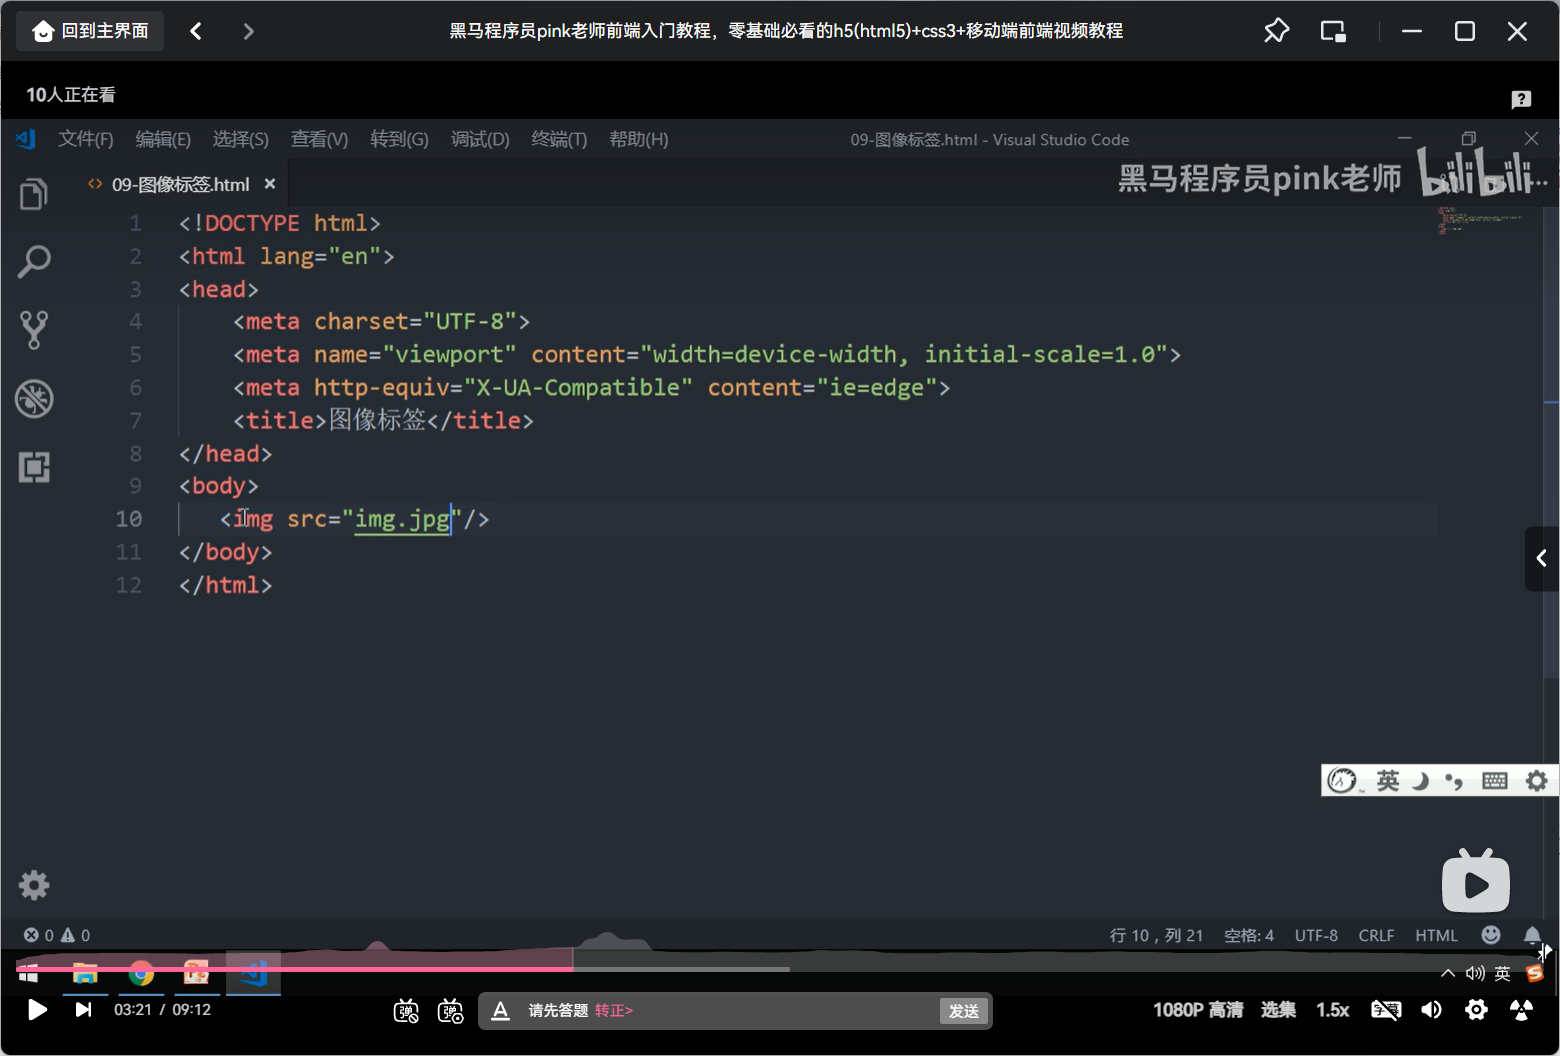 回到主界面
黑马程序员pink老师前端入门教程，零基础必看的h5(html5)+css3+移动端前端视频教程
10人正在看
文件(F) 编辑(E) 选择(S) 查看(V) 转到(G) 调试(D) 终端(T) 帮助(H)
09-图像标签.html - Visual Studio Code
09-图像标签.html
黑马程序员pink老师 bilibili
1 <!DOCTYPE html>
2 <html lang="en">
3 <head>
4 <meta charset="UTF-8">
5 <meta name="viewport" content="width=device-width, initial-scale=1.0">
6 <meta http-equiv="X-UA-Compatible" content="ie=edge">
7 <title>图像标签</title>
8 </head>
9 <body>
10 <img src="img.jpg"/>
11 </body>
12 </html>
英
0 0
行 10，列 21 空格: 4 UTF-8 CRLF HTML
英
03:21 / 09:12
弹 弹
请先答题 转正>
发送
1080P 高清 选集 1.5x 字幕